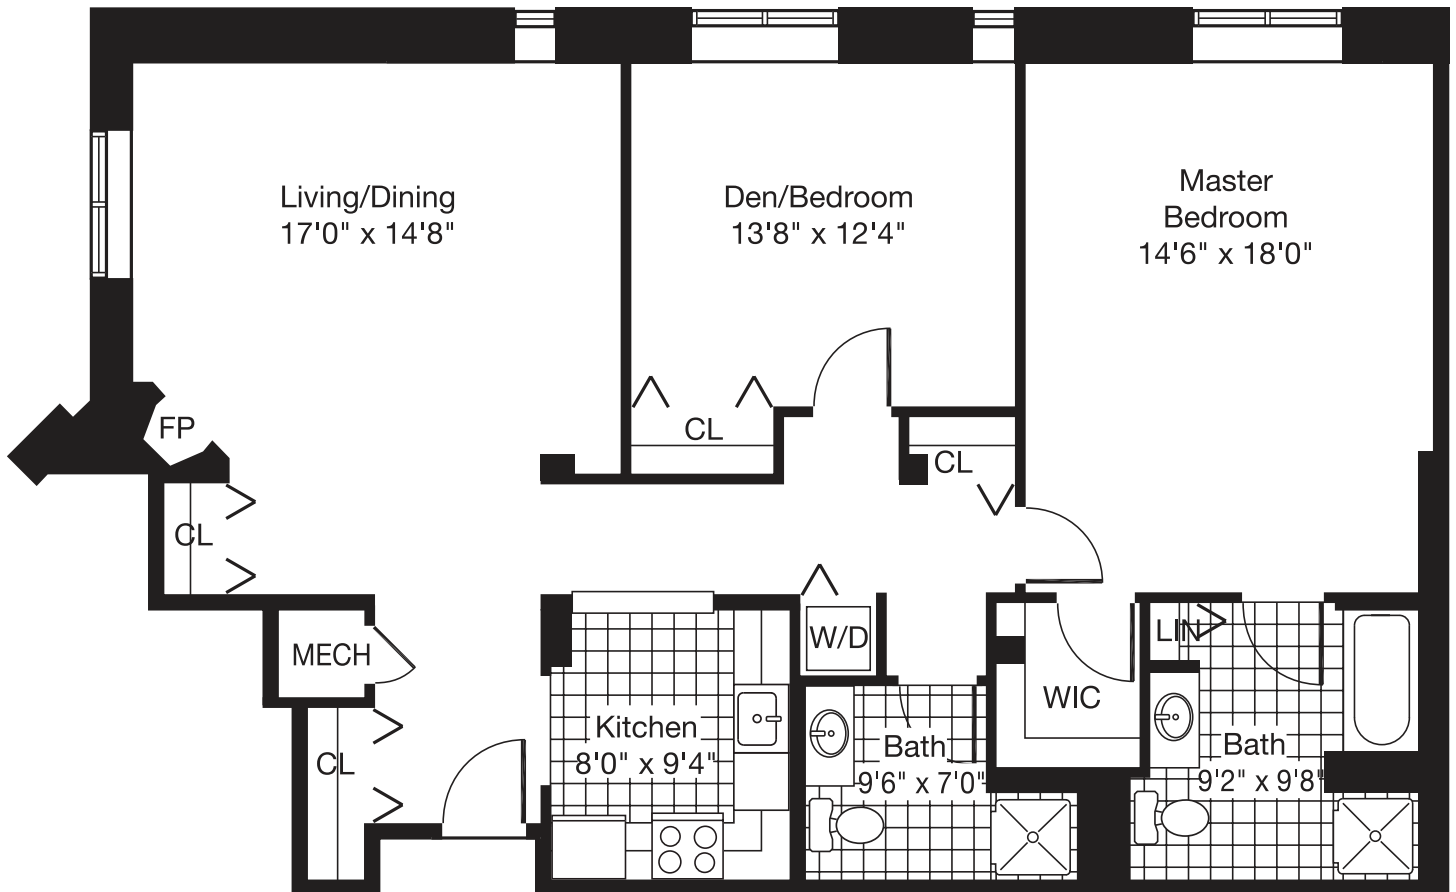 Living/Dining
17'0" x 14'8"
Den/Bedroom
13'8" x 12'4"
Master
Bedroom
14'6" x 18'0"
FP
CL
CL
CL
W/D
LIN
MECH
WIC
Kitchen
8'0" x 9'4"
Bath
9'6" x 7'0"
Bath
9'2" x 9'8"
CL